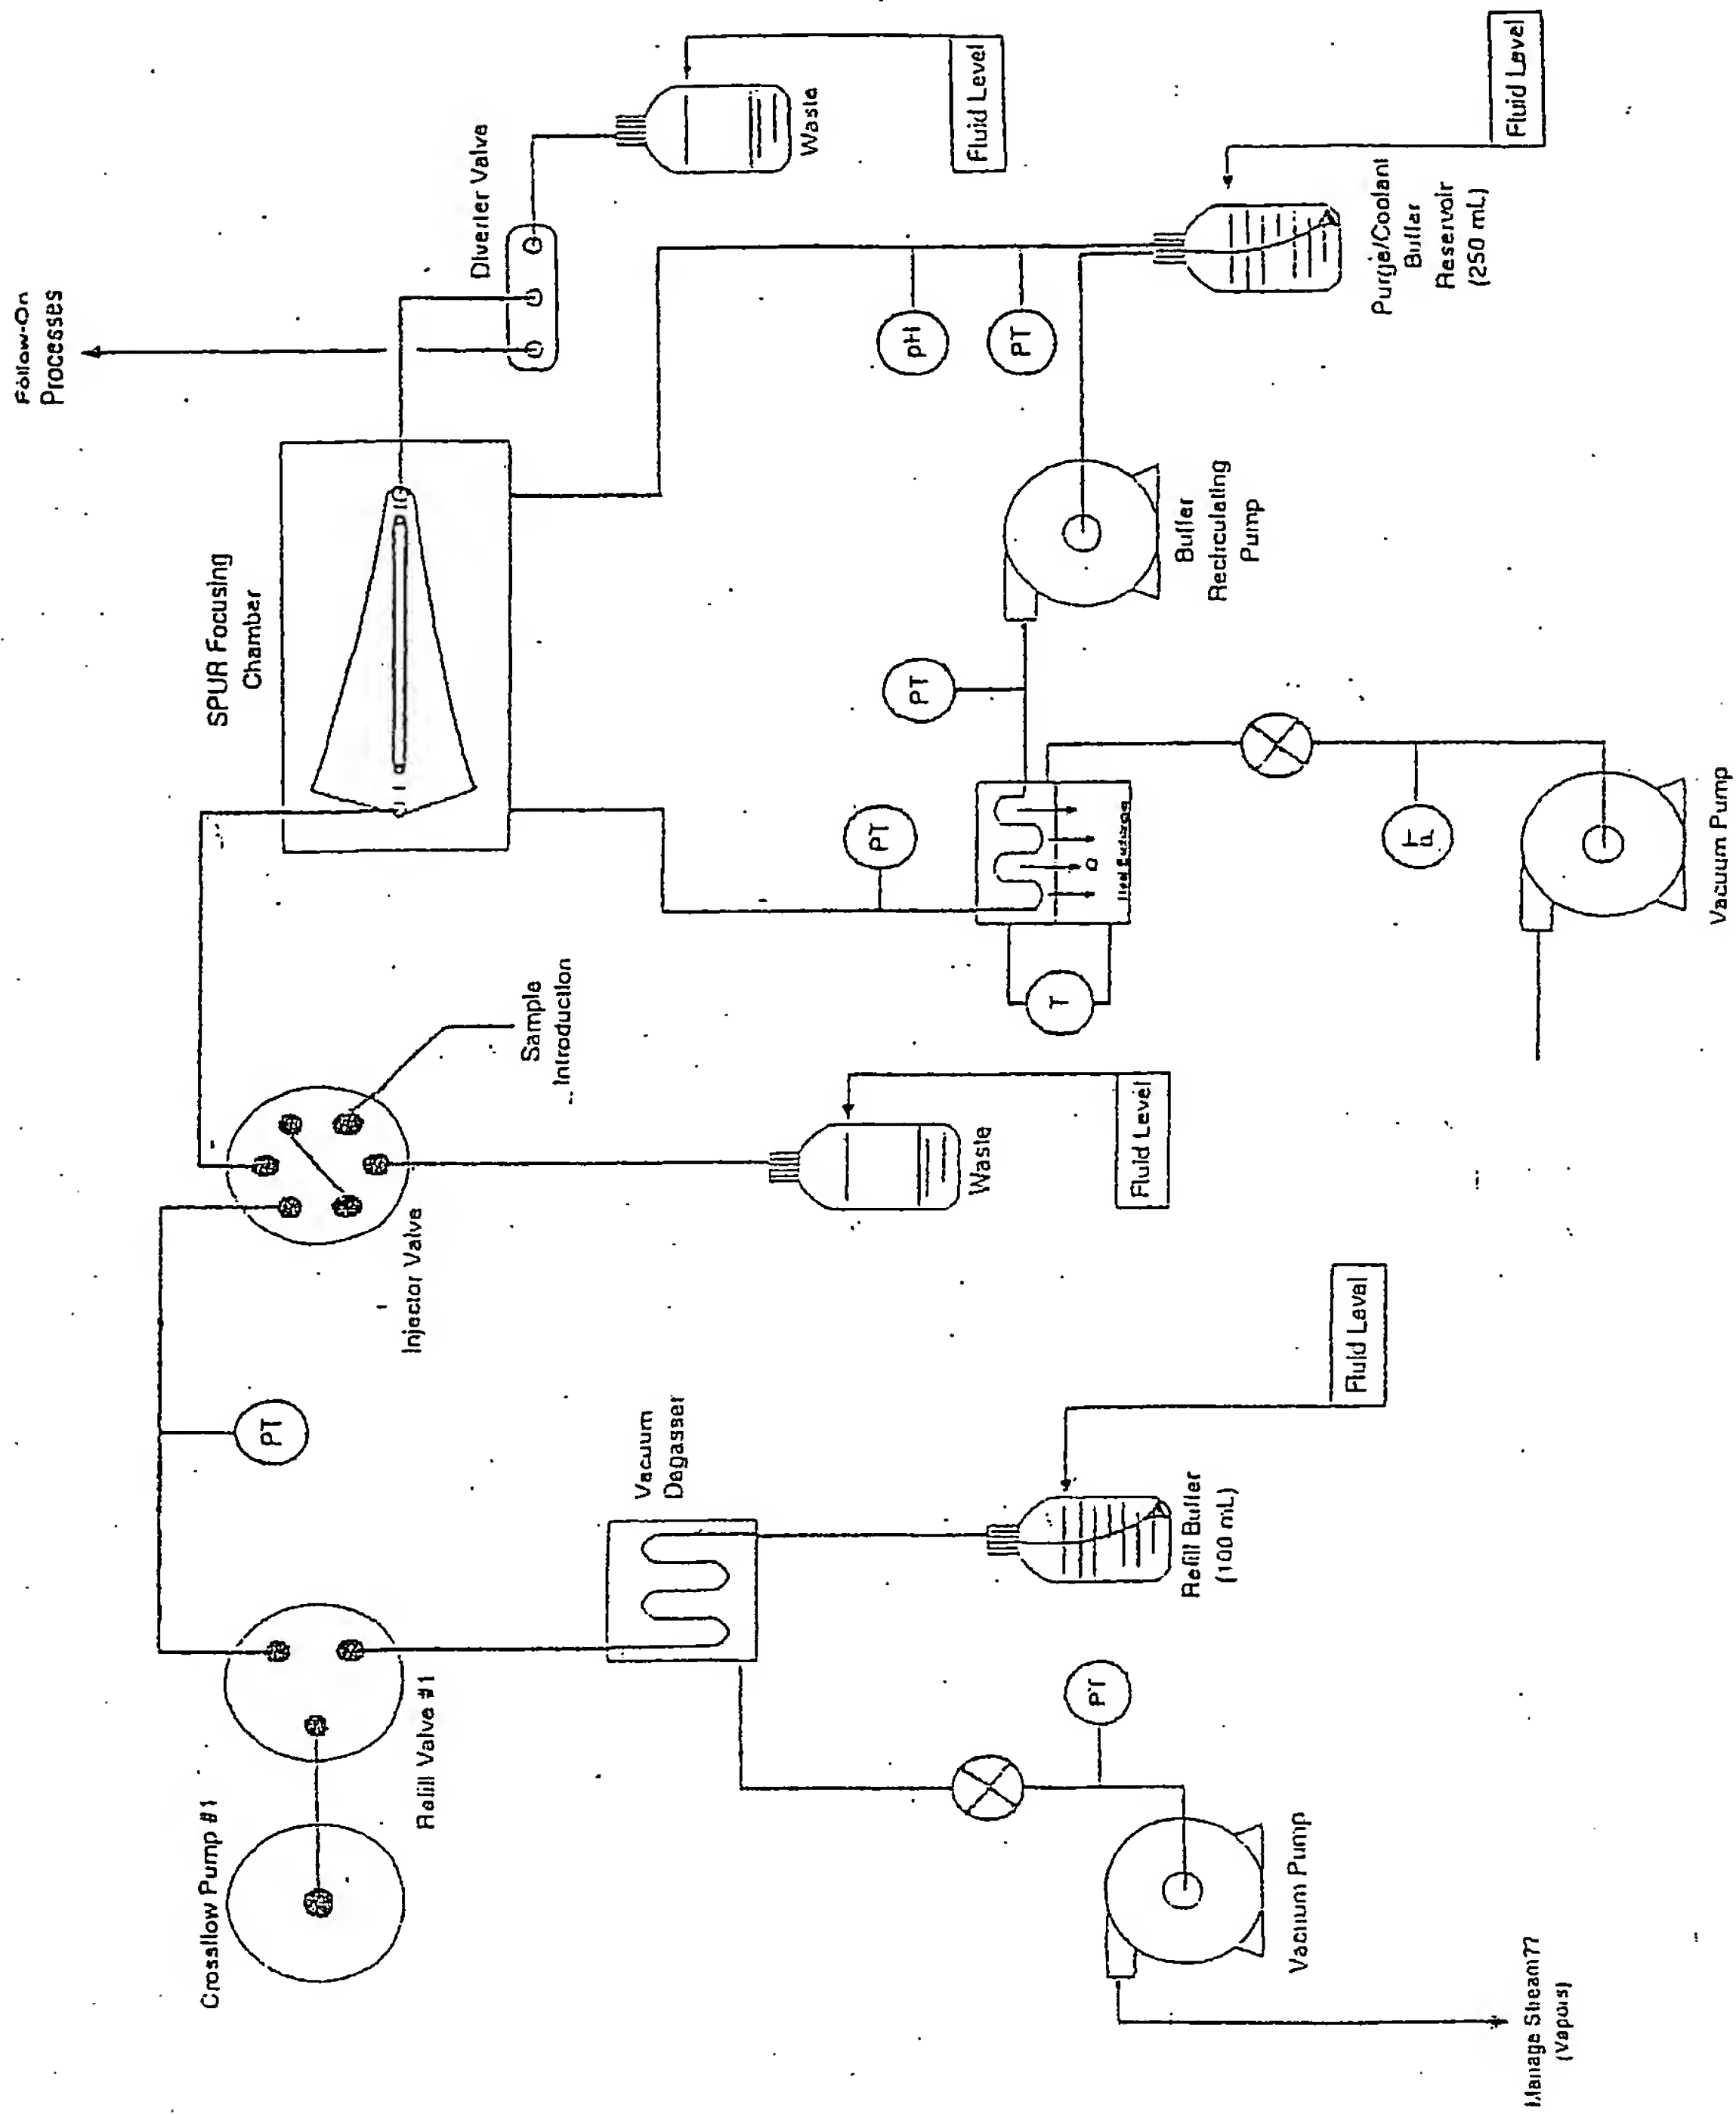 Follow-On
Processes
Diverter Valve
Waste
Fluid Level
SPUR Focusing
Chamber
pH
PT
Purge/Coolant
Buffer
Reservoir
(250 mL)
Fluid Level
Buffer
Recirculating
Pump
PT
PT
T
Q
PT
Vacuum Pump
Sample
Introduction
Injector Valve
Waste
Fluid Level
PT
Vacuum
Degasser
Refill Buffer
(100 mL)
Fluid Level
Crossflow Pump #1
Refill Valve #1
PT
Vacuum Pump
Manage Stream??
(Vapors)